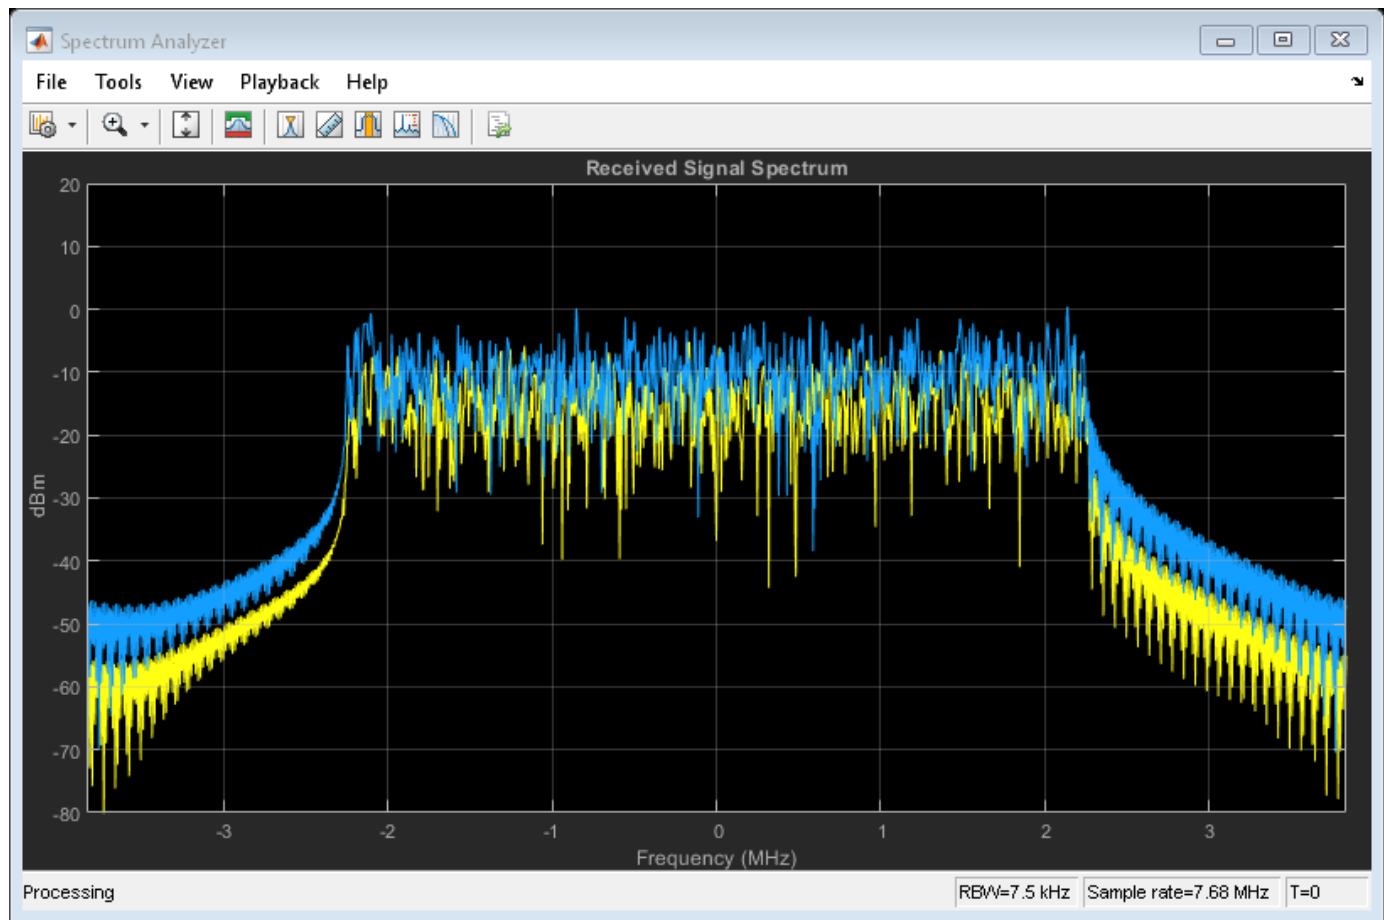 Spectrum Analyzer
File Tools View Playback Help
Received Signal Spectrum
20
10
0
-10
-20
-30
-40
-50
-60
-70
-80
dBm
-3 -2 -1 0 1 2 3
Frequency (MHz)
Processing RBW=7.5 kHz Sample rate=7.68 MHz T=0